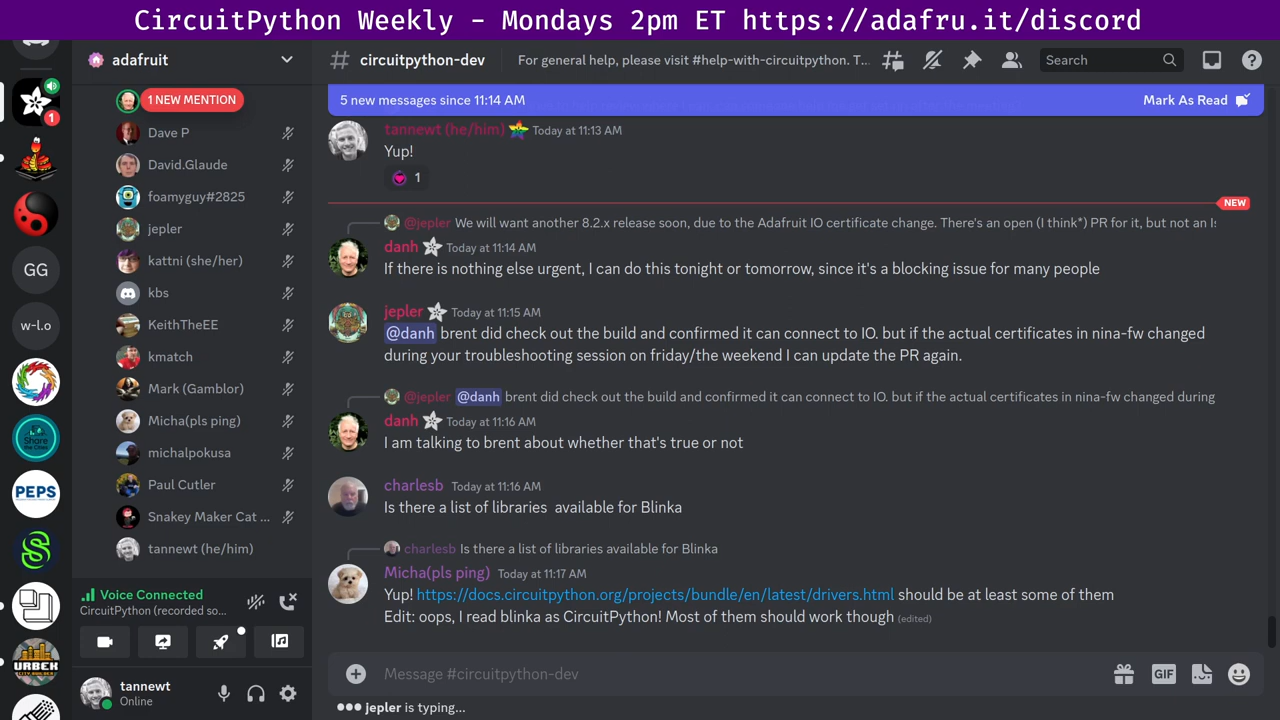 CircuitPython Weekly - Mondays 2pm ET https://adafru.it/discord
adafruit
1 NEW MENTION
Dave P
David.Glaude
foamyguy#2825
jepler
kattni (she/her)
kbs
KeithTheEE
kmatch
Mark (Gamblor)
Micha(pls ping)
michalpokusa
Paul Cutler
Snakey Maker Cat ...
tannewt (he/him)
Voice Connected
CircuitPython (recorded so...
tannewt
Online
1
GG
w-l.o
Share
PEPS
URBEK
# circuitpython-dev
For general help, please visit #help-with-circuitpython. T...
Search
5 new messages since 11:14 AM
Mark As Read
tannewt (he/him) Today at 11:13 AM
Yup!
1
NEW
@jepler We will want another 8.2.x release soon, due to the Adafruit IO certificate change. There's an open (I think*) PR for it, but not an
danh Today at 11:14 AM
If there is nothing else urgent, I can do this tonight or tomorrow, since it's a blocking issue for many people
jepler Today at 11:15 AM
@danh brent did check out the build and confirmed it can connect to IO. but if the actual certificates in nina-fw changed
during your troubleshooting session on friday/the weekend I can update the PR again.
@jepler @danh brent did check out the build and confirmed it can connect to IO. but if the actual certificates in nina-fw changed during
danh Today at 11:16 AM
I am talking to brent about whether that's true or not
charlesb Today at 11:16 AM
Is there a list of libraries available for Blinka
charlesb Is there a list of libraries available for Blinka
Micha(pls ping) Today at 11:17 AM
Yup! https://docs.circuitpython.org/projects/bundle/en/latest/drivers.html should be at least some of them
Edit: oops, I read blinka as CircuitPython! Most of them should work though (edited)
Message #circuitpython-dev
GIF
jepler is typing...